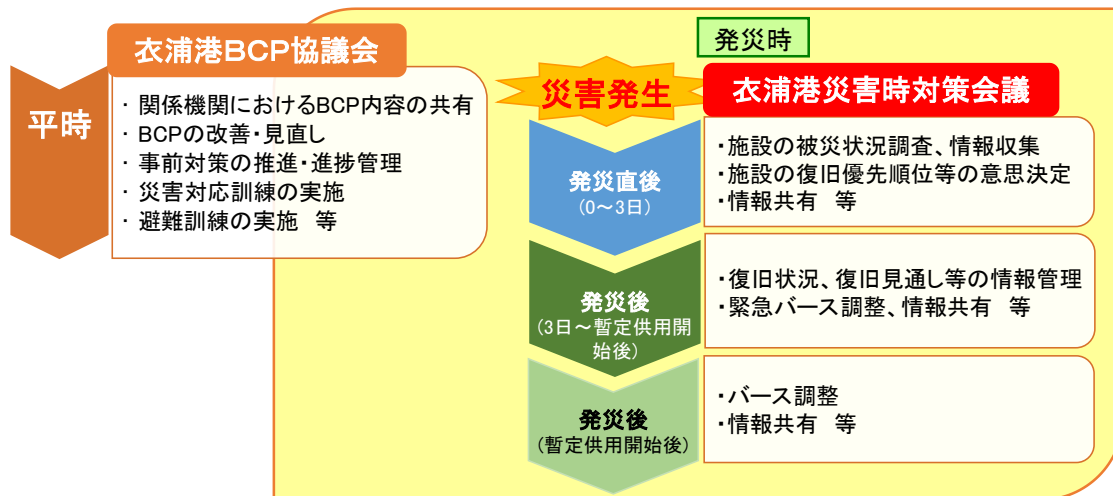 衣浦港BCP協議会
平時
· 関係機関におけるBCP内容の共有
· BCPの改善・見直し
· 事前対策の推進・進捗管理
· 災害対応訓練の実施
· 避難訓練の実施　等
発災時
災害発生
衣浦港災害時対策会議
発災直後
(0～3日)
・施設の被災状況調査、情報収集
・施設の復旧優先順位等の意思決定
・情報共有　等
発災後
(3日～暫定供用開
始後)
・復旧状況、復旧見通し等の情報管理
・緊急バース調整、情報共有　等
発災後
(暫定供用開始後)
・バース調整
・情報共有　等